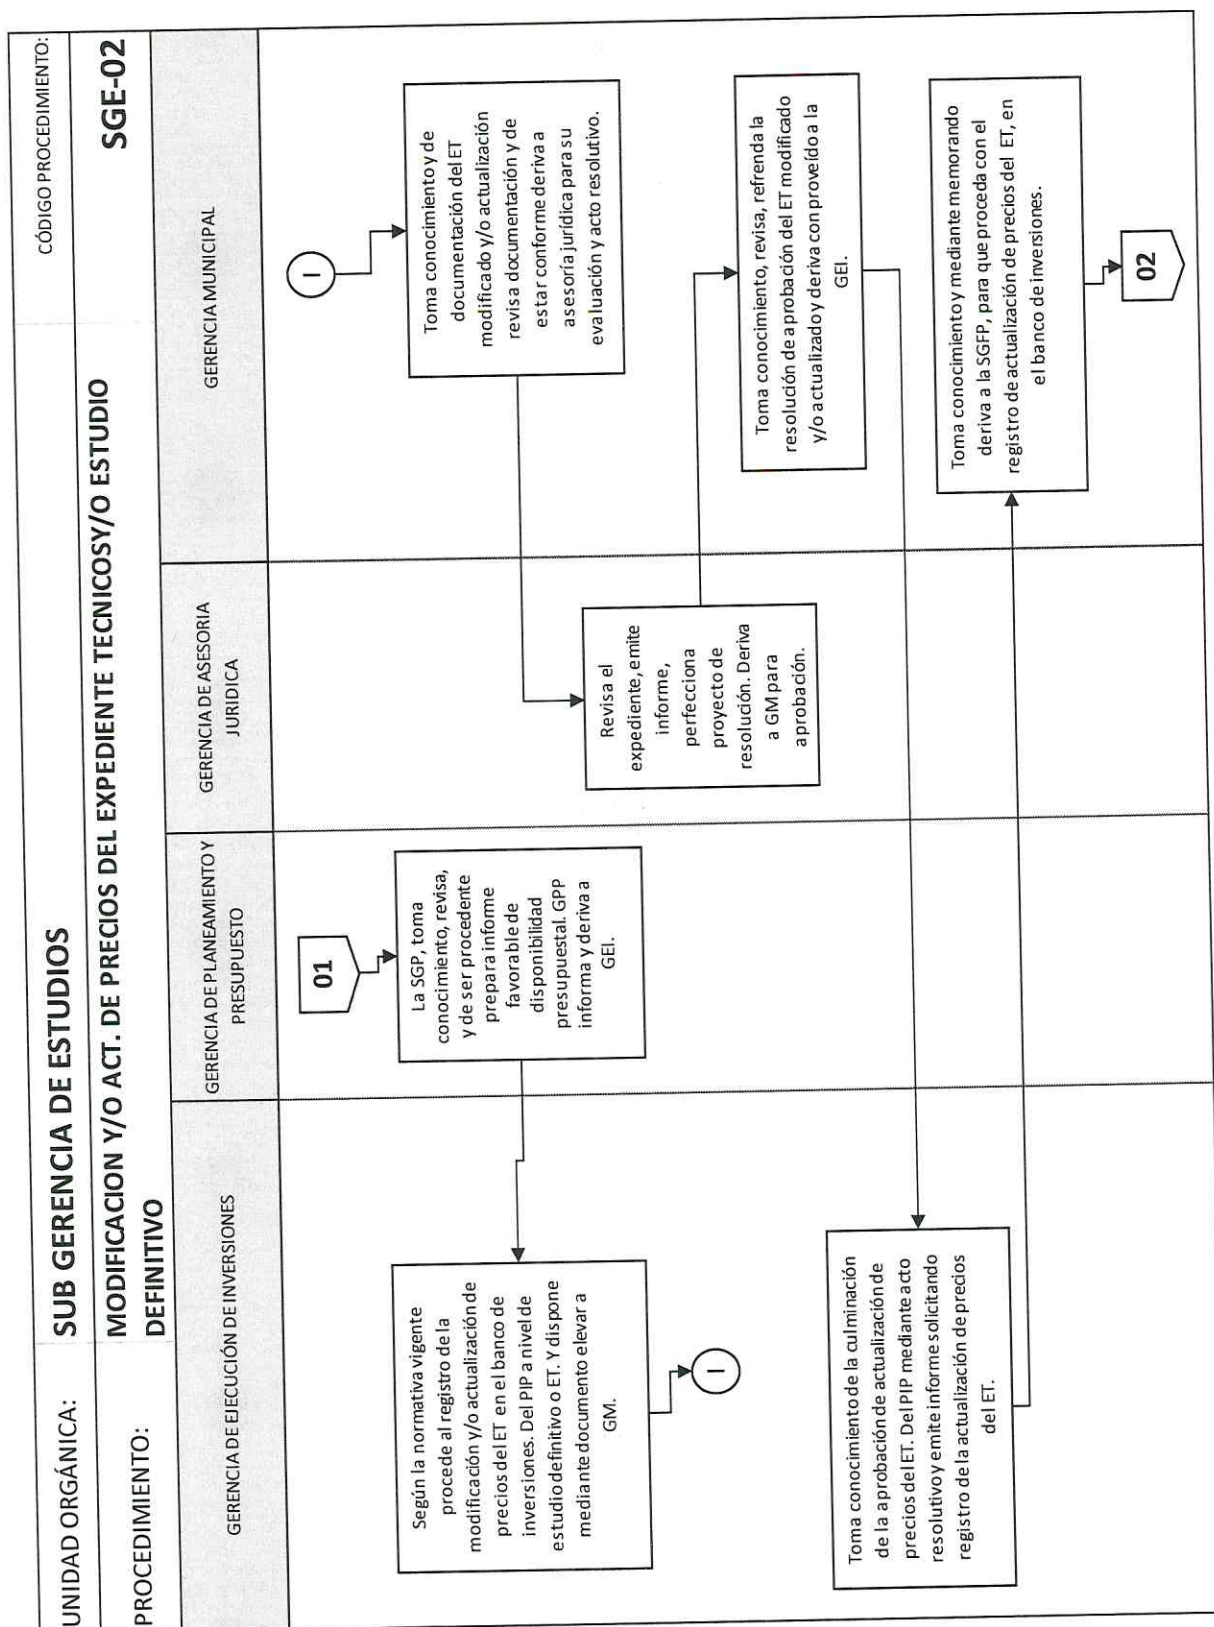 UNIDAD ORGÁNICA:
SUB GERENCIA DE ESTUDIOS
CÓDIGO PROCEDIMIENTO:
PROCEDIMIENTO:
MODIFICACION Y/O ACT. DE PRECIOS DEL EXPEDIENTE TECNICOSY/O ESTUDIO
DEFINITIVO
SGE-02
GERENCIA DE EJECUCIÓN DE INVERSIONES
GERENCIA DE PLANEAMIENTO Y
PRESUPUESTO
GERENCIA DE ASESORIA
JURIDICA
GERENCIA MUNICIPAL
01
La SGP, toma
conocimiento, revisa,
y de ser procedente
prepara informe
favorable de
disponibilidad
presupuestal. GPP
informa y deriva a
GEI.
Según la normativa vigente
procede al registro de la
modificación y/o actualización de
precios del ET en el banco de
inversiones. Del PIP a nivel de
estudio definitivo o ET. Y dispone
mediante documento elevar a
GM.
I
I
Toma conocimiento y de
documentación del ET
modificado y/o actualización
revisa documentación y de
estar conforme deriva a
asesoría jurídica para su
evaluación y acto resolutivo.
Revisa el
expediente, emite
informe,
perfecciona
proyecto de
resolución. Deriva
a GM para
aprobación.
Toma conocimiento, revisa, refrenda la
resolución de aprobación del ET modificado
y/o actualizado y deriva con proveído a la
GEI.
Toma conocimiento de la culminación
de la aprobación de actualización de
precios del ET. Del PIP mediante acto
resolutivo y emite informe solicitando
registro de la actualización de precios
del ET.
Toma conocimiento y mediante memorando
deriva a la SGFP, para que proceda con el
registro de actualización de precios del ET, en
el banco de inversiones.
02